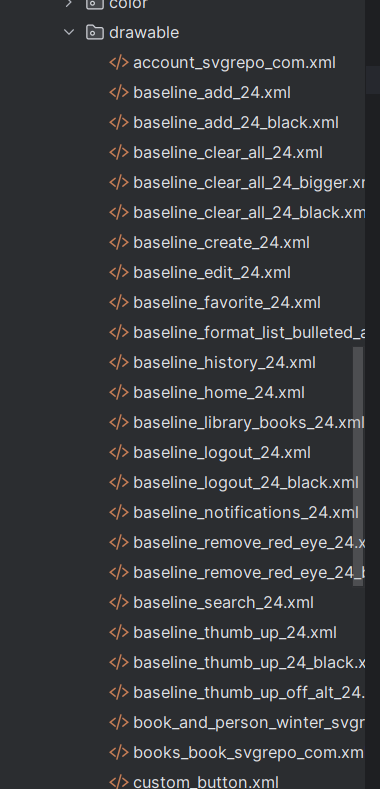 color
drawable
account_svgrepo_com.xml
baseline_add_24.xml
baseline_add_24_black.xml
baseline_clear_all_24.xml
baseline_clear_all_24_bigger.xm
baseline_clear_all_24_black.xm
baseline_create_24.xml
baseline_edit_24.xml
baseline_favorite_24.xml
baseline_format_list_bulleted_a
baseline_history_24.xml
baseline_home_24.xml
baseline_library_books_24.xml
baseline_logout_24.xml
baseline_logout_24_black.xml
baseline_notifications_24.xml
baseline_remove_red_eye_24.x
baseline_remove_red_eye_24_b
baseline_search_24.xml
baseline_thumb_up_24.xml
baseline_thumb_up_24_black.x
baseline_thumb_up_off_alt_24.
book_and_person_winter_svgr
books_book_svgrepo_com.xm
custom_button.xml